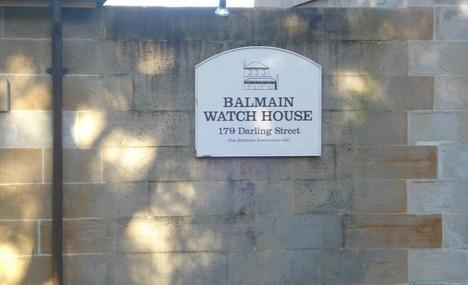 BALMAIN
WATCH HOUSE
179 Darling Street
The Balmain Association Inc.